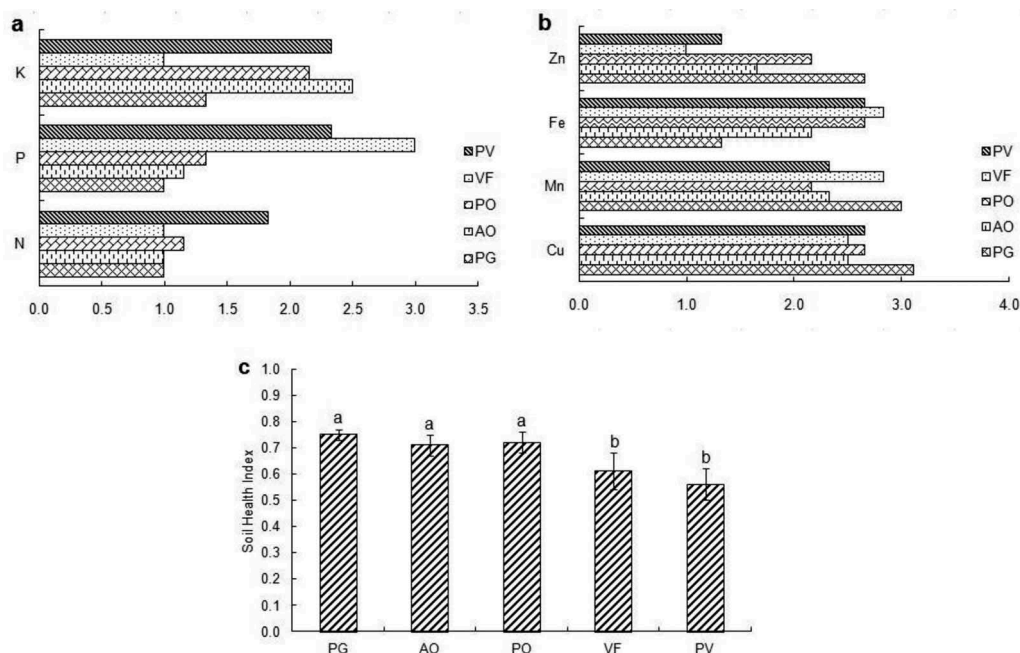 a
K
P
N
PV
VF
PO
AO
PG
0.0 0.5 1.0 1.5 2.0 2.5 3.0 3.5
b
Zn
Fe
Mn
Cu
PV
VF
PO
AO
PG
0.0 1.0 2.0 3.0 4.0
c
Soil Health Index
1.0
0.9
0.8
0.7
0.6
0.5
0.4
0.3
0.2
0.1
0.0
a a a b b
PG AO PO VF PV